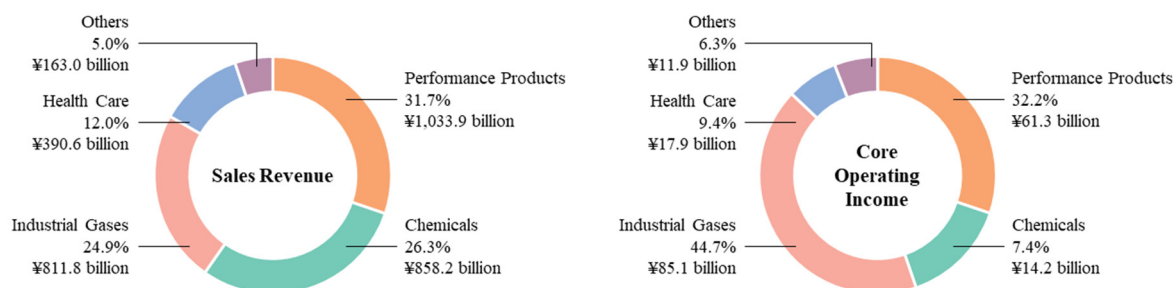 Others
5.0%
¥163.0 billion
Health Care
12.0%
¥390.6 billion
Industrial Gases
24.9%
¥811.8 billion
Sales Revenue
Performance Products
31.7%
¥1,033.9 billion
Chemicals
26.3%
¥858.2 billion
Others
6.3%
¥11.9 billion
Health Care
9.4%
¥17.9 billion
Industrial Gases
44.7%
¥85.1 billion
Core
Operating
Income
Performance Products
32.2%
¥61.3 billion
Chemicals
7.4%
¥14.2 billion